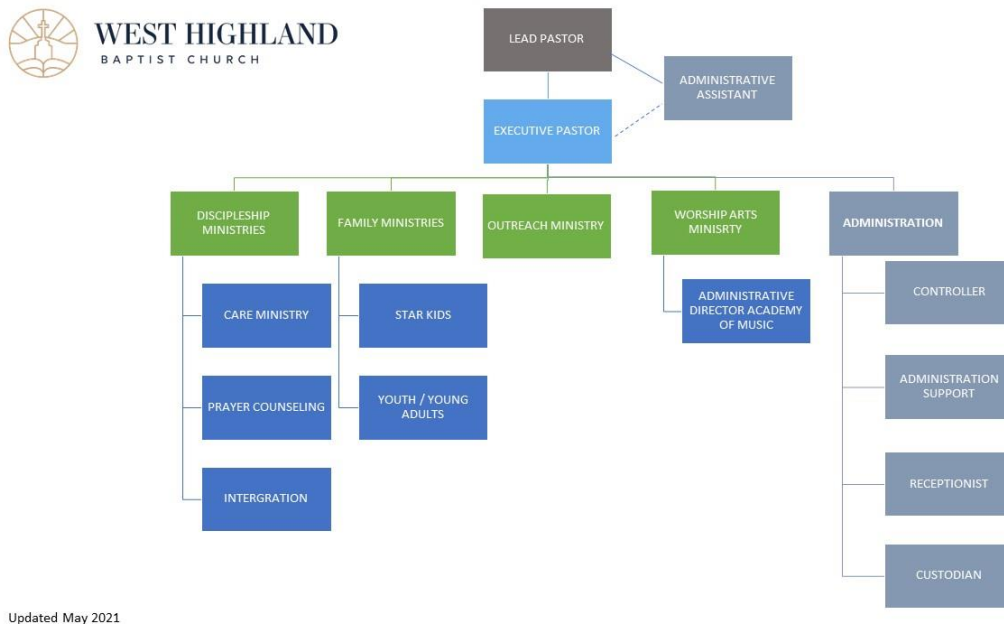 WEST HIGHLAND
BAPTIST CHURCH
LEAD PASTOR
ADMINISTRATIVE
ASSISTANT
EXECUTIVE PASTOR
DISCIPLESHIP
MINISTRIES
FAMILY MINISTRIES
OUTREACH MINISTRY
WORSHIP ARTS
MINISRTY
ADMINISTRATION
CARE MINISTRY
PRAYER COUNSELING
INTERGRATION
STAR KIDS
YOUTH / YOUNG
ADULTS
ADMINISTRATIVE
DIRECTOR ACADEMY
OF MUSIC
CONTROLLER
ADMINISTRATION
SUPPORT
RECEPTIONIST
CUSTODIAN
Updated May 2021